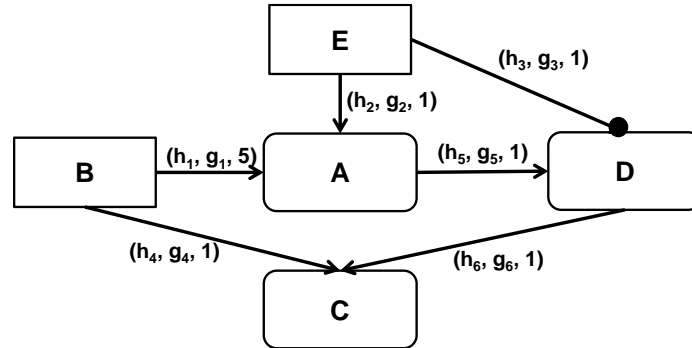 E
(h₃, g₃, 1)
(h₂, g₂, 1)
B
(h₁, g₁, 5)
A
(h₅, g₅, 1)
D
(h₄, g₄, 1)
(h₆, g₆, 1)
C